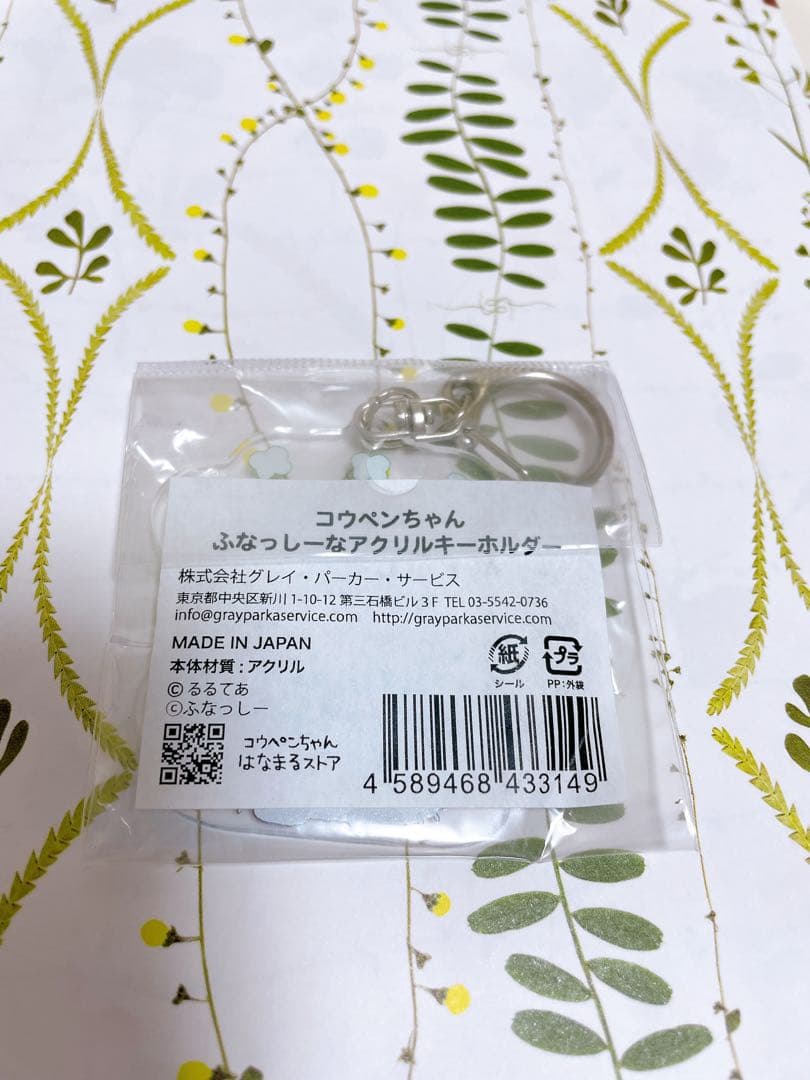 コウペンちゃん
ふなっしーなアクリルキーホルダー
株式会社グレイ・パーカー・サービス
東京都中央区新川 1-10-12 第三石橋ビル 3 F TEL 03-5542-0736
info@grayparkaservice.com http://grayparkaservice.com
MADE IN JAPAN
本体材質:アクリル
紙
シール
プラ
PP:外袋
© るるてあ
©ふなっしー
コウペンちゃん
はなまるストア
4 589468 433149